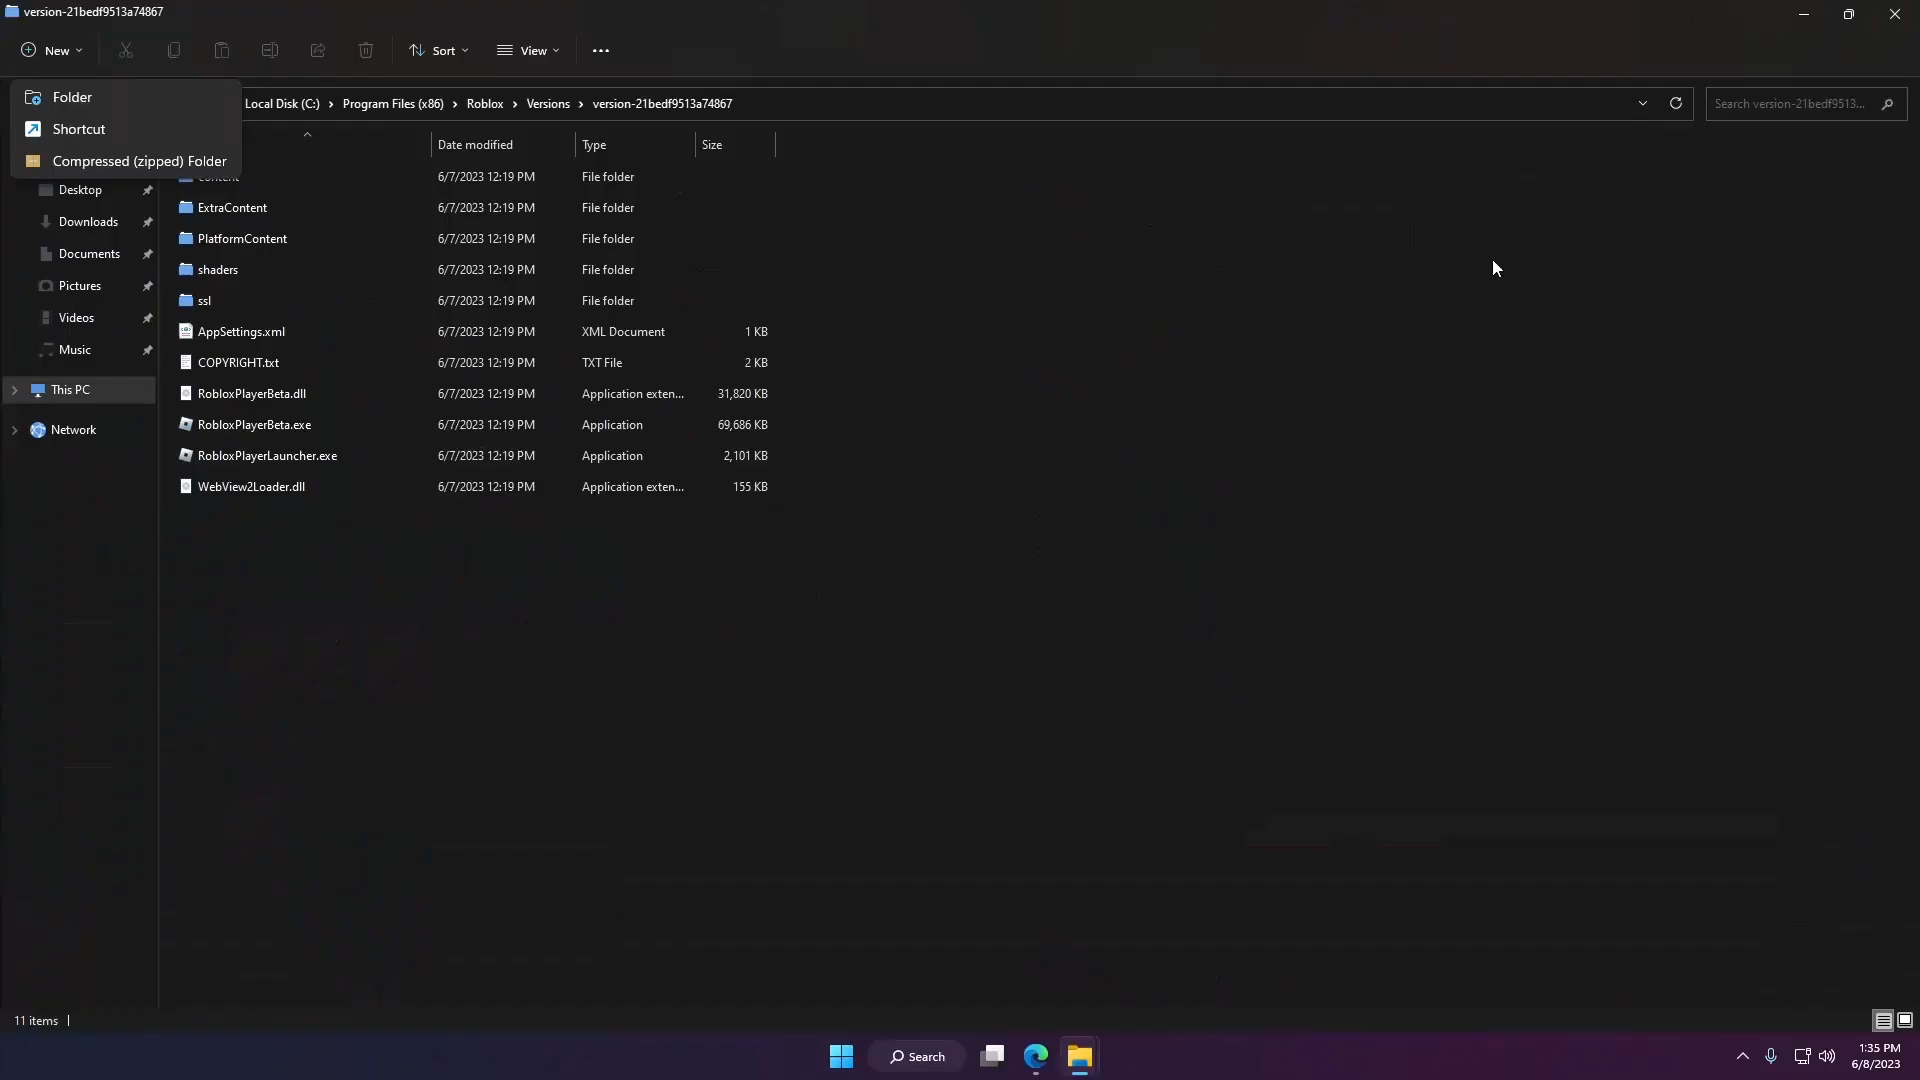 version-21bedf9513a74867
New
Sort
View
Folder
Shortcut
Compressed (zipped) Folder
Local Disk (C:) > Program Files (x86) > Roblox > Versions > version-21bedf9513a74867
Search version-21bedf9513...
Date modified Type Size
6/7/2023 12:19 PM File folder
Desktop
ExtraContent 6/7/2023 12:19 PM File folder
Downloads
PlatformContent 6/7/2023 12:19 PM File folder
Documents
shaders 6/7/2023 12:19 PM File folder
Pictures
ssl 6/7/2023 12:19 PM File folder
Videos
AppSettings.xml 6/7/2023 12:19 PM XML Document 1 KB
Music
COPYRIGHT.txt 6/7/2023 12:19 PM TXT File 2 KB
This PC
RobloxPlayerBeta.dll 6/7/2023 12:19 PM Application exten... 31,820 KB
Network
RobloxPlayerBeta.exe 6/7/2023 12:19 PM Application 69,686 KB
RobloxPlayerLauncher.exe 6/7/2023 12:19 PM Application 2,101 KB
WebView2Loader.dll 6/7/2023 12:19 PM Application exten... 155 KB
11 items
Search
1:35 PM
6/8/2023